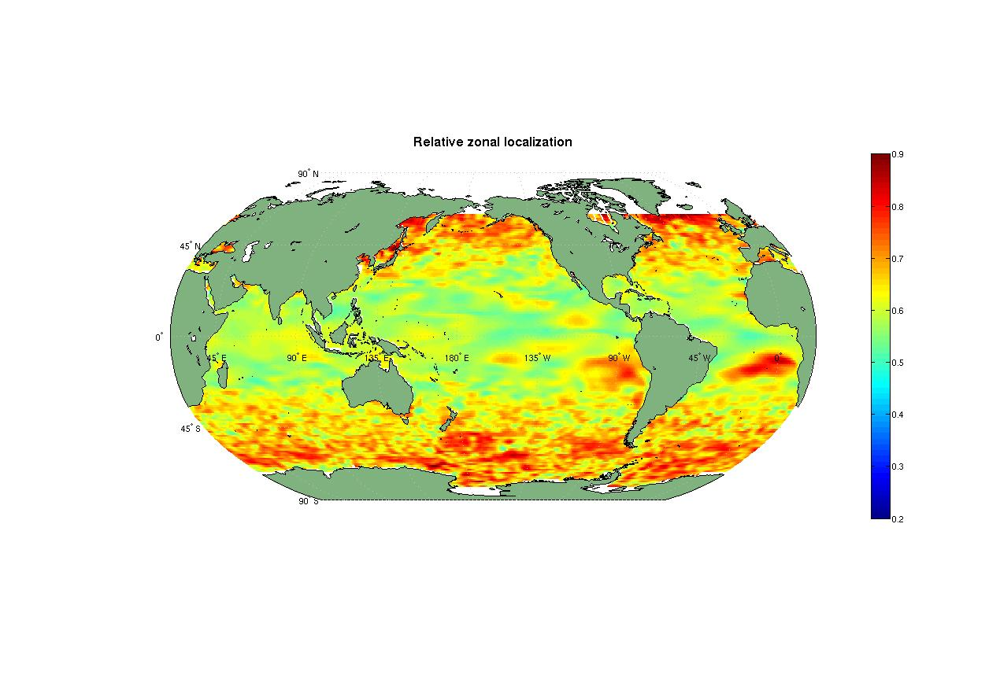 Relative zonal localization
90° N
45° N
0°
45° E
90° E
135° E
180° E
135° W
90° W
45° W
0°
45° S
90° S
0.9
0.8
0.7
0.6
0.5
0.4
0.3
0.2